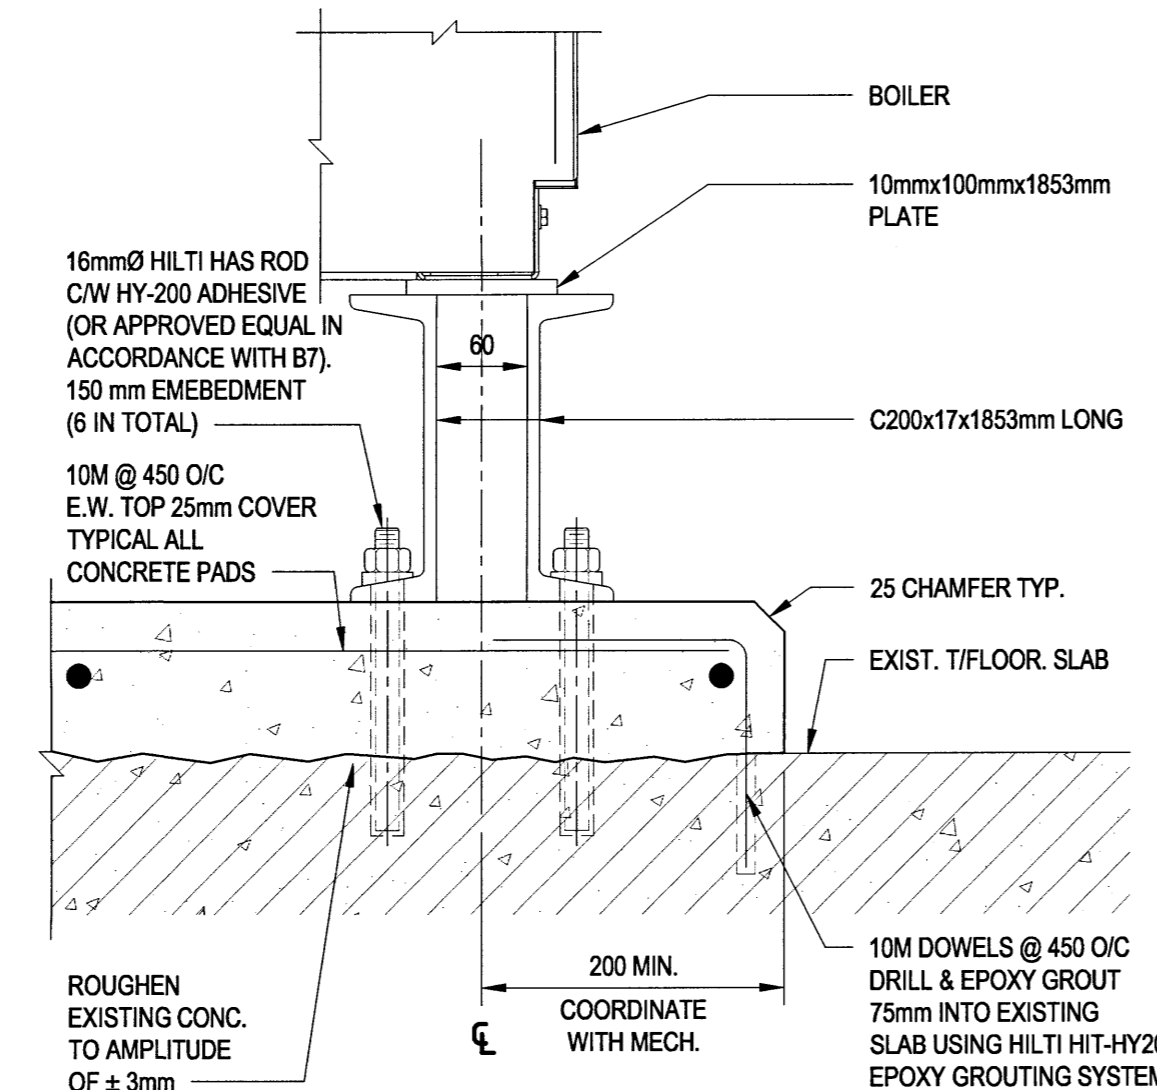 BOILER
10mmx100mmx1853mm
PLATE
16mmØ HILTI HAS ROD
C/W HY-200 ADHESIVE
(OR APPROVED EQUAL IN
ACCORDANCE WITH B7).
150 mm EMEBEDMENT
(6 IN TOTAL)
60
C200x17x1853mm LONG
10M @ 450 O/C
E.W. TOP 25mm COVER
TYPICAL ALL
CONCRETE PADS
25 CHAMFER TYP.
EXIST. T/FLOOR. SLAB
ROUGHEN
EXISTING CONC.
TO AMPLITUDE
OF ± 3mm
℄
200 MIN.
COORDINATE
WITH MECH.
10M DOWELS @ 450 O/C
DRILL & EPOXY GROUT
75mm INTO EXISTING
SLAB USING HILTI HIT-HY20
EPOXY GROUTING SYSTEM